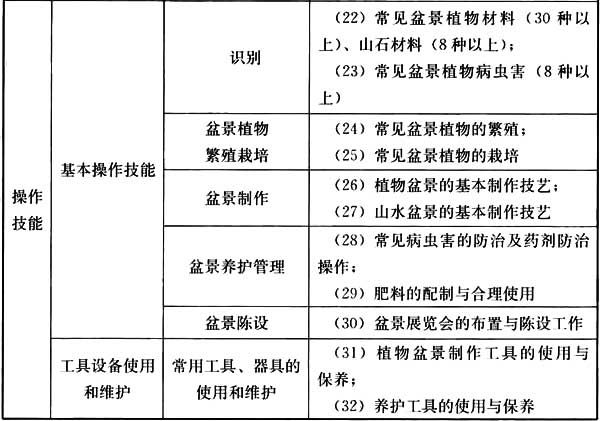 操作
技能
基本操作技能
识别
（22）常见盆景植物材料（30种以
上）、山石材料（8种以上）；
（23）常见盆景植物病虫害（8种以
上）
盆景植物
繁殖栽培
（24）常见盆景植物的繁殖；
（25）常见盆景植物的栽培
盆景制作
（26）植物盆景的基本制作技艺；
（27）山水盆景的基本制作技艺
盆景养护管理
（28）常见病虫害的防治及药剂防治
操作；
（29）肥料的配制与合理使用
盆景陈设
（30）盆景展览会的布置与陈设工作
工具设备使用
和维护
常用工具、器具的
使用和维护
（31）植物盆景制作工具的使用与
保养；
（32）养护工具的使用与保养